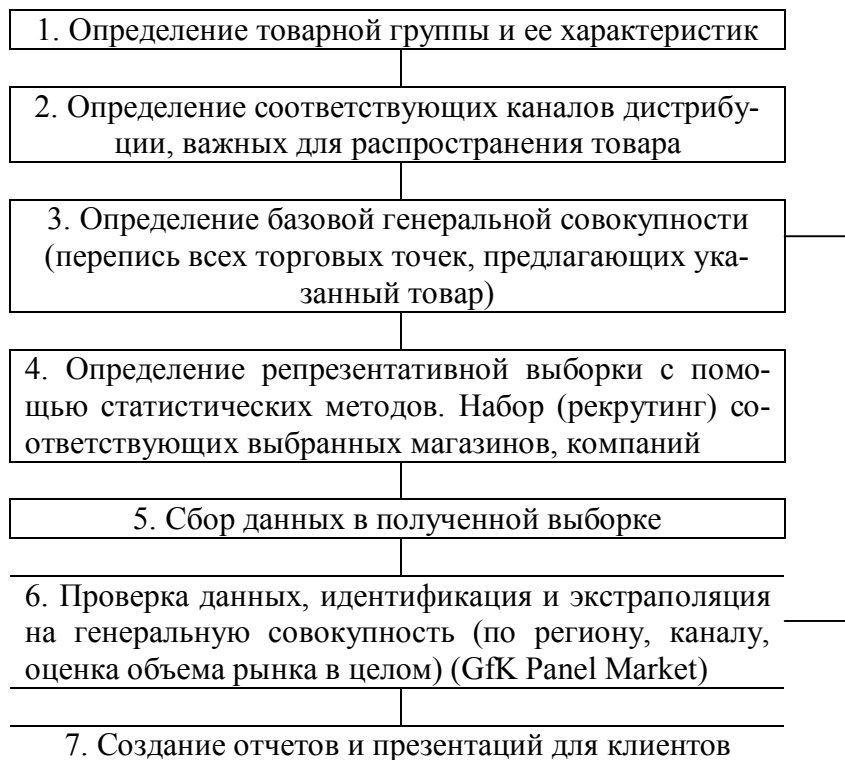 1. Определение товарной группы и ее характеристик
2. Определение соответствующих каналов дистрибу-
ции, важных для распространения товара
3. Определение базовой генеральной совокупности
(перепись всех торговых точек, предлагающих ука-
занный товар)
4. Определение репрезентативной выборки с помо-
щью статистических методов. Набор (рекрутинг) со-
ответствующих выбранных магазинов, компаний
5. Сбор данных в полученной выборке
6. Проверка данных, идентификация и экстраполяция
на генеральную совокупность (по региону, каналу,
оценка объема рынка в целом) (GfK Panel Market)
7. Создание отчетов и презентаций для клиентов